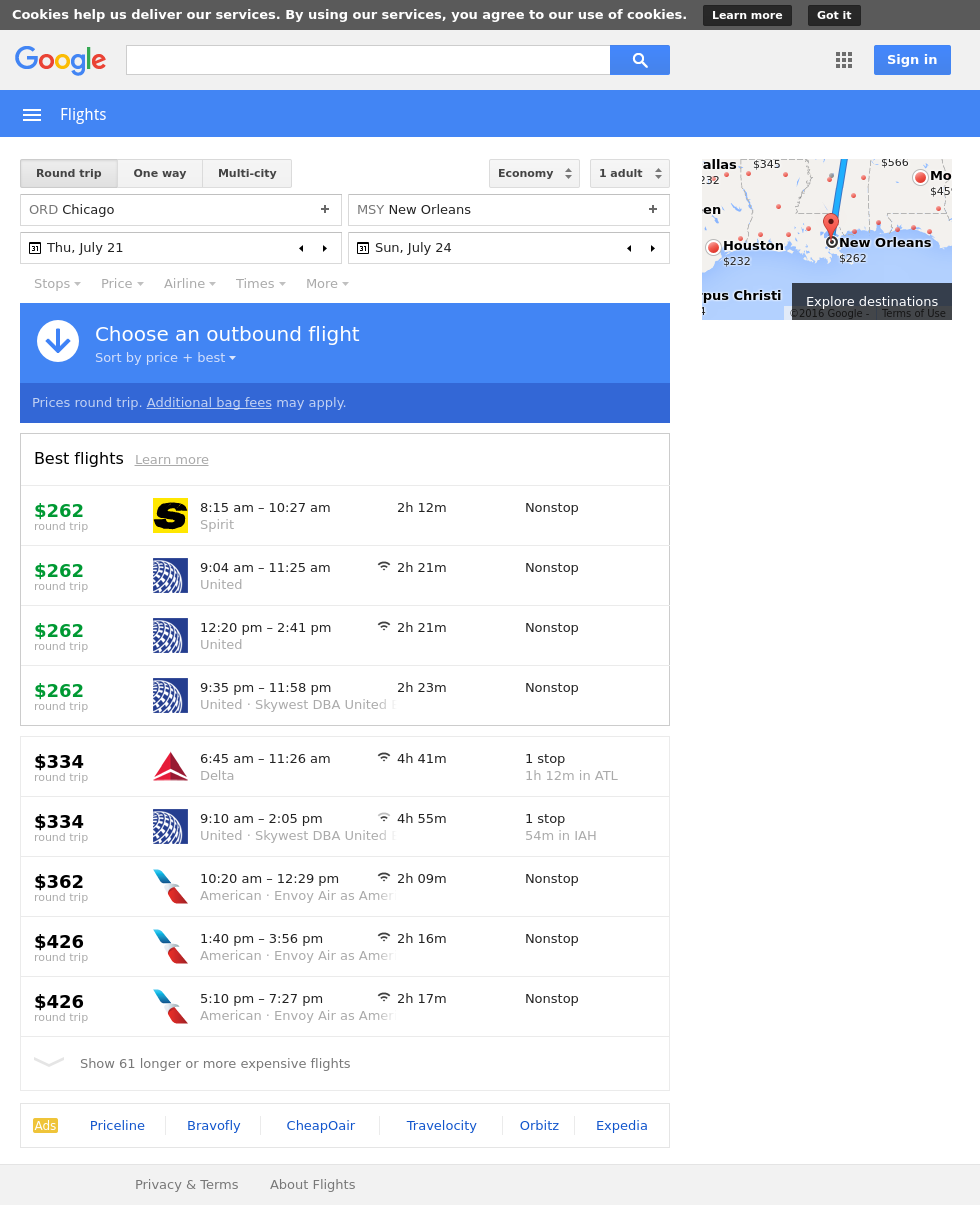 Cookies help us deliver our services. By using our services, you agree to our use of cookies. Learn more Got it
Google Sign in
Flights
Round trip One way Multi-city Economy 1 adult
ORD Chicago + MSY New Orleans +
31 Thu, July 21 31 Sun, July 24
Stops Price Airline Times More
Choose an outbound flight
Sort by price + best
Prices round trip. Additional bag fees may apply.
Best flights Learn more
$262 8:15 am – 10:27 am 2h 12m Nonstop
round trip Spirit
$262 9:04 am – 11:25 am 2h 21m Nonstop
round trip United
$262 12:20 pm – 2:41 pm 2h 21m Nonstop
round trip United
$262 9:35 pm – 11:58 pm 2h 23m Nonstop
round trip United · Skywest DBA United
$334 6:45 am – 11:26 am 4h 41m 1 stop
round trip Delta 1h 12m in ATL
$334 9:10 am – 2:05 pm 4h 55m 1 stop
round trip United · Skywest DBA United 54m in IAH
$362 10:20 am – 12:29 pm 2h 09m Nonstop
round trip American · Envoy Air as Amer
$426 1:40 pm – 3:56 pm 2h 16m Nonstop
round trip American · Envoy Air as Amer
$426 5:10 pm – 7:27 pm 2h 17m Nonstop
round trip American · Envoy Air as Amer
Show 61 longer or more expensive flights
Ads Priceline Bravofly CheapOair Travelocity Orbitz Expedia
Privacy & Terms About Flights
allas $345 $566
232 Mo
$45
en
Houston New Orleans
$232 $262
pus Christi
Explore destinations
©2016 Google - Terms of Use